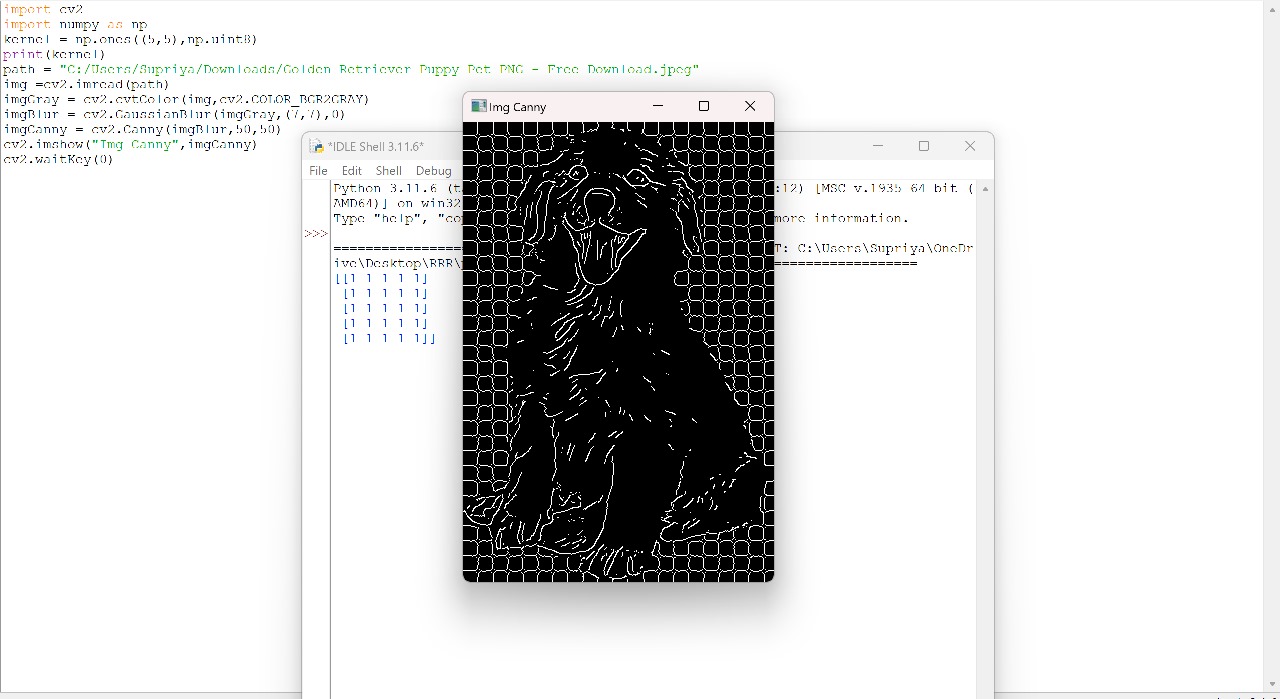 import cv2
import numpy as np
kernel = np.ones((5,5),np.uint8)
print(kernel)
path = "C:/Users/Supriya/Downloads/Golden Retriever Puppy Pet PNG - Free Download.jpeg"
img =cv2.imread(path)
imgGray = cv2.cvtColor(img,cv2.COLOR_BGR2GRAY)
imgBlur = cv2.GaussianBlur(imgGray,(7,7),0)
imgCanny = cv2.Canny(imgBlur,50,50)
cv2.imshow("Img Canny",imgCanny)
cv2.waitKey(0)
Img Canny
*IDLE Shell 3.11.6*
File Edit Shell Debug
Python 3.11.6 :12) [MSC v.1935 64 bit (
AMD64)] on win32
Type "help", more information.
>>>
==================== T: C:\Users\Supriya\OneDr
ive\Desktop\RRR\ ==================
[[1 1 1 1 1]
[1 1 1 1 1]
[1 1 1 1 1]
[1 1 1 1 1]
[1 1 1 1 1]]